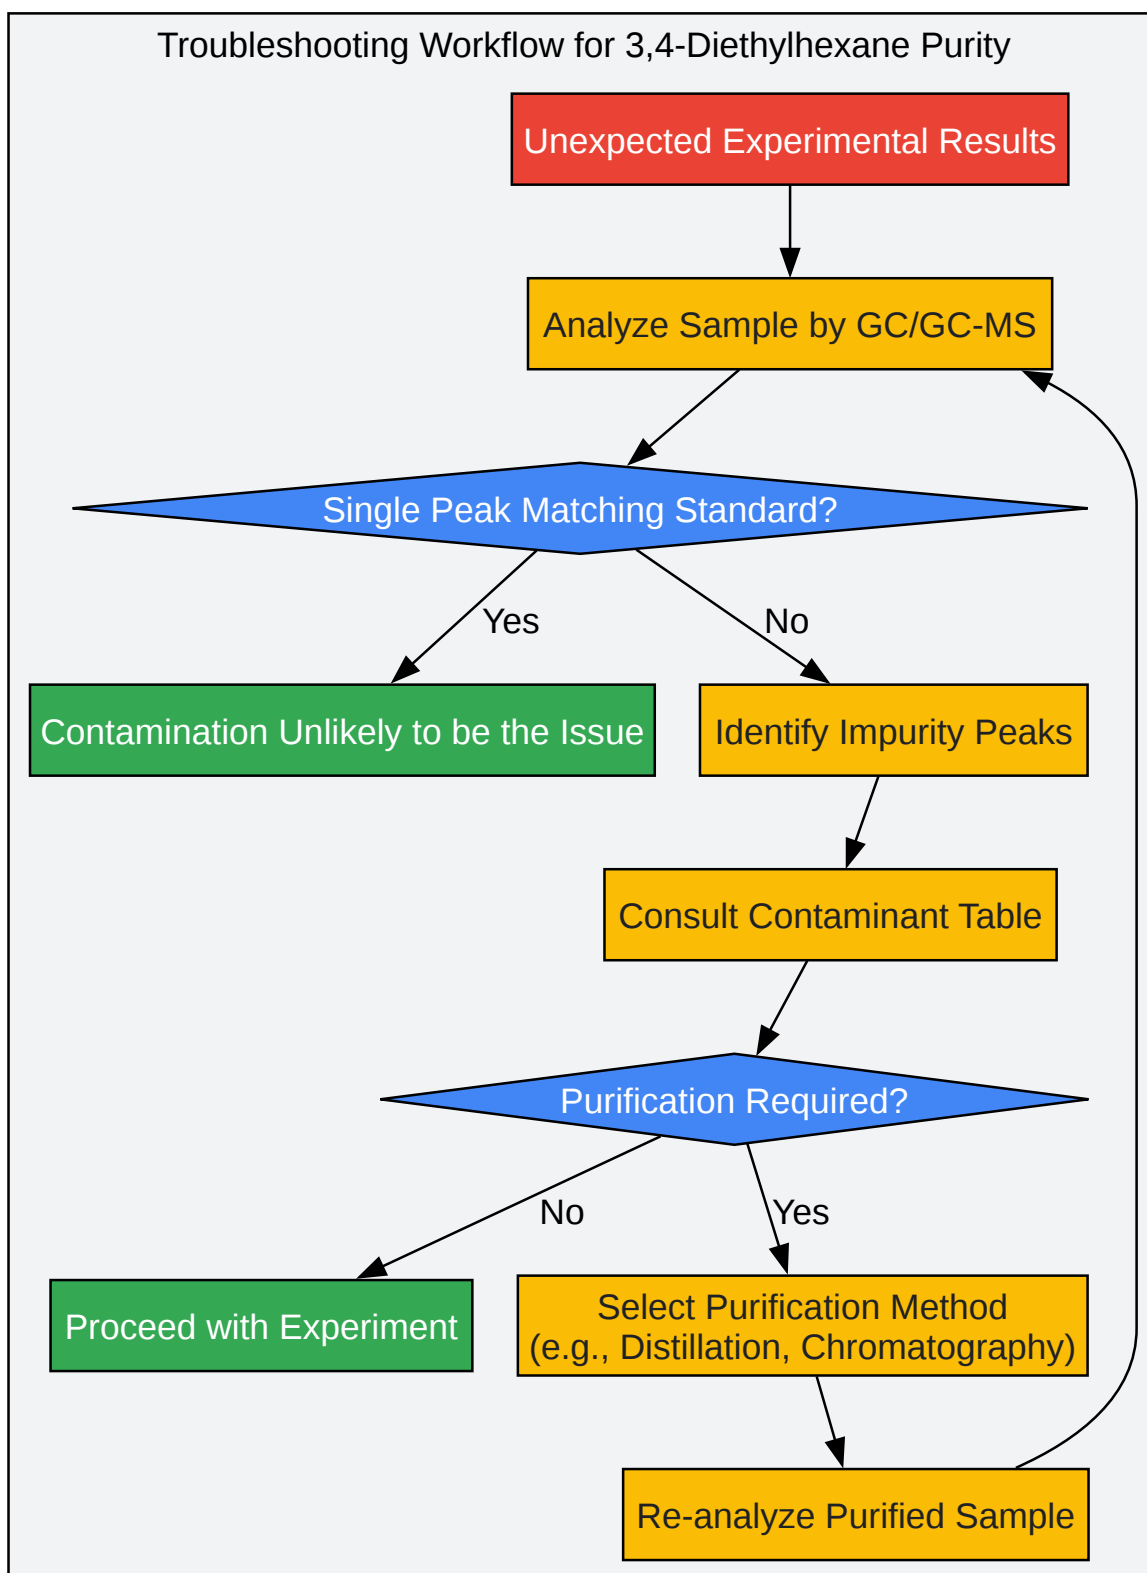 Troubleshooting Workflow for 3,4-Diethylhexane Purity
Unexpected Experimental Results
Analyze Sample by GC/GC-MS
Single Peak Matching Standard?
Yes
No
Contamination Unlikely to be the Issue
Identify Impurity Peaks
Consult Contaminant Table
Purification Required?
No
Yes
Proceed with Experiment
Select Purification Method
(e.g., Distillation, Chromatography)
Re-analyze Purified Sample